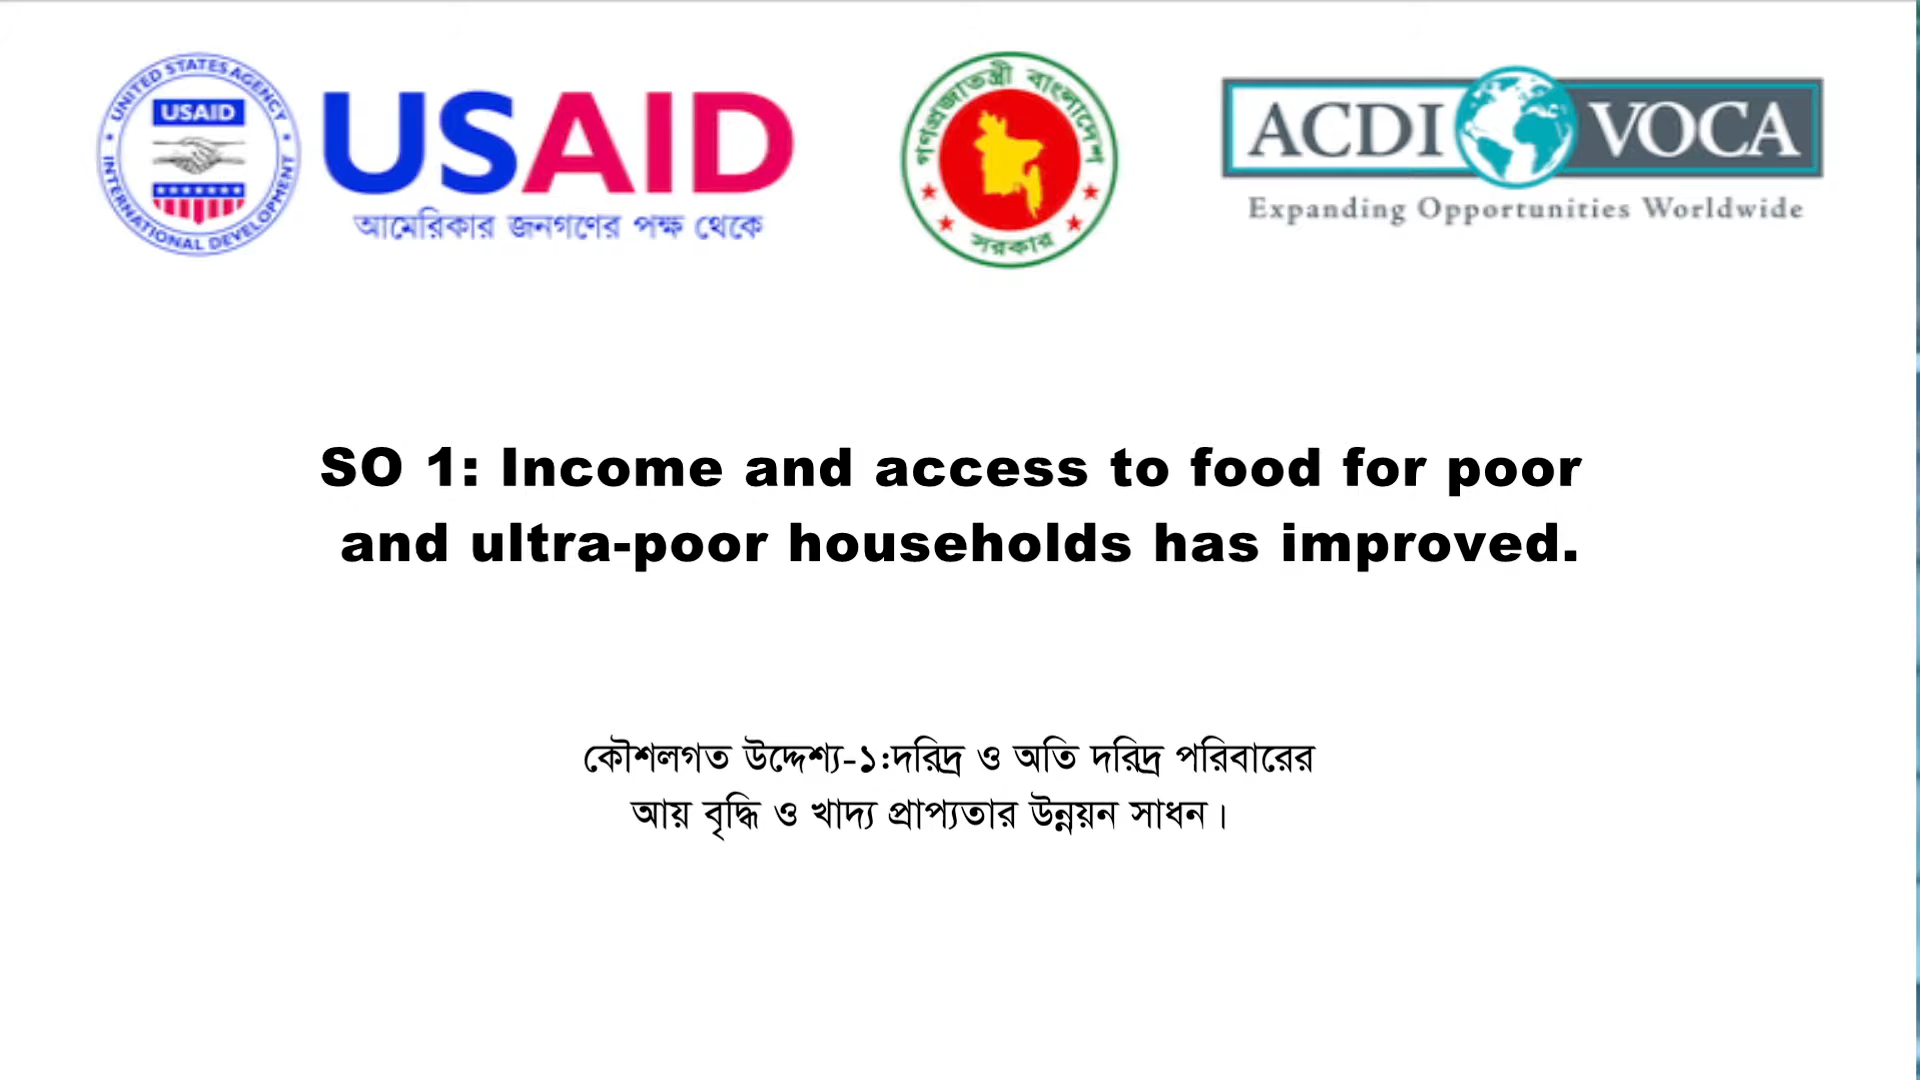 UNITED STATES AGENCY
USAID
INTERNATIONAL DEVELOPMENT
USAID
আমেরিকার জনগণের পক্ষ থেকে
গণপ্রজাতন্ত্রী বাংলাদেশ
সরকার
ACDI VOCA
Expanding Opportunities Worldwide
SO 1: Income and access to food for poor
and ultra-poor households has improved.
কৌশলগত উদ্দেশ্য-১:দরিদ্র ও অতি দরিদ্র পরিবারের
আয় বৃদ্ধি ও খাদ্য প্রাপ্যতার উন্নয়ন সাধন।